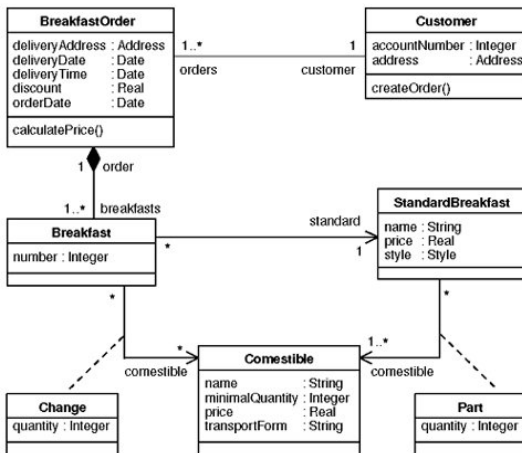 BreakfastOrder
deliveryAddress : Address
deliveryDate : Date
deliveryTime : Date
discount : Real
orderDate : Date
calculatePrice()
1..* 1
orders customer
Customer
accountNumber : Integer
address : Address
createOrder()
1 order
1..* breakfasts
Breakfast
number : Integer
standard
* 1
StandardBreakfast
name : String
price : Real
style : Style
* *
* 1..*
comestible comestible
Comestible
name : String
minimalQuantity : Integer
price : Real
transportForm : String
Change
quantity : Integer
Part
quantity : Integer